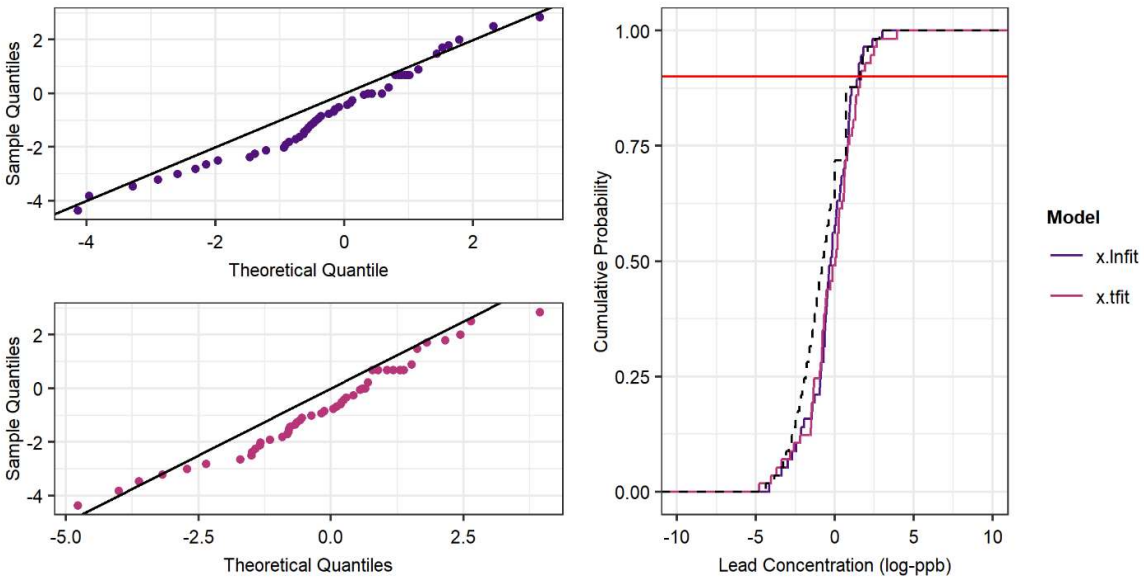 2
0
-2
-4
Sample Quantiles
-4
-2
0
2
Theoretical Quantile
2
0
-2
-4
Sample Quantiles
-5.0
-2.5
0.0
2.5
Theoretical Quantiles
1.00
0.75
0.50
0.25
0.00
Cumulative Probability
-10
-5
0
5
10
Lead Concentration (log-ppb)
Model
x.lnfit
x.tfit